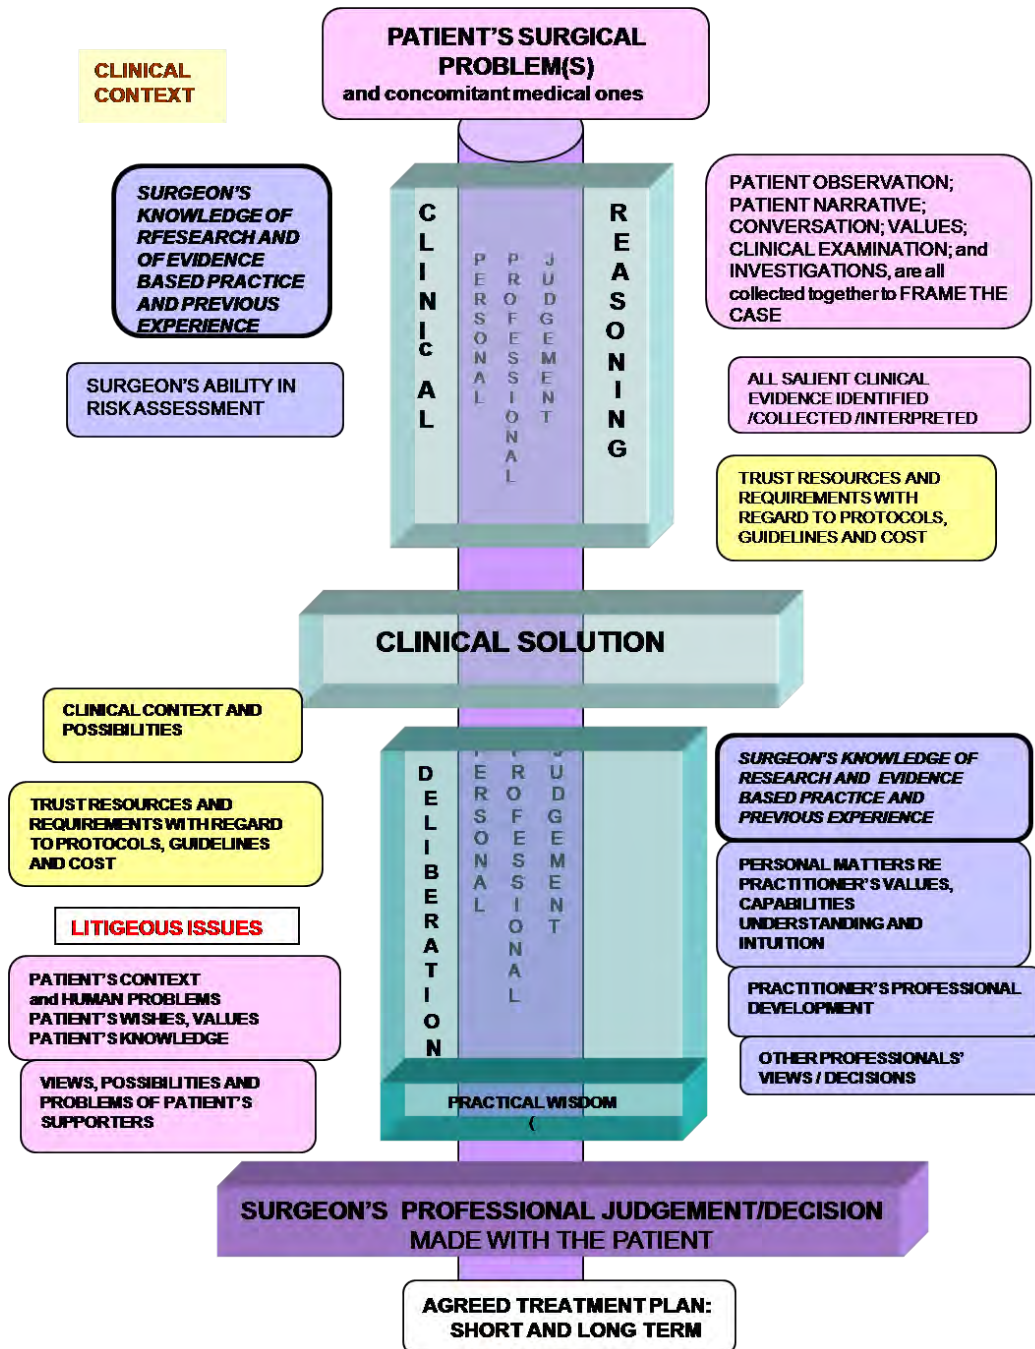 PATIENT'S SURGICAL
PROBLEM(S)
and concomitant medical ones
CLINICAL
CONTEXT
SURGEON'S
KNOWLEDGE OF
RFESEARCH AND
OF EVIDENCE
BASED PRACTICE
AND PREVIOUS
EXPERIENCE
SURGEON'S ABILITY IN
RISK ASSESSMENT
CLINICAL
PERSONAL
PROFESSIONAL
JUDGEMENT
REASONING
PATIENT OBSERVATION;
PATIENT NARRATIVE;
CONVERSATION; VALUES;
CLINICAL EXAMINATION; and
INVESTIGATIONS, are all
collected together to FRAME THE
CASE
ALL SALIENT CLINICAL
EVIDENCE IDENTIFIED
/COLLECTED /INTERPRETED
TRUST RESOURCES AND
REQUIREMENTS WITH
REGARD TO PROTOCOLS,
GUIDELINES AND COST
CLINICAL SOLUTION
CLINICAL CONTEXT AND
POSSIBILITIES
TRUST RESOURCES AND
REQUIREMENTS WITH REGARD
TO PROTOCOLS, GUIDELINES
AND COST
LITIGEOUS ISSUES
PATIENT'S CONTEXT
and HUMAN PROBLEMS
PATIENT'S WISHES, VALUES
PATIENT'S KNOWLEDGE
VIEWS, POSSIBILITIES AND
PROBLEMS OF PATIENT'S
SUPPORTERS
DELIBERATION
PERSONAL
PROFESSIONAL
JUDGEMENT
PRACTICAL WISDOM
(
SURGEON'S KNOWLEDGE OF
RESEARCH AND EVIDENCE
BASED PRACTICE AND
PREVIOUS EXPERIENCE
PERSONAL MATTERS RE
PRACTITIONER'S VALUES,
CAPABILITIES
UNDERSTANDING AND
INTUITION
PRACTITIONER'S PROFESSIONAL
DEVELOPMENT
OTHER PROFESSIONALS'
VIEWS / DECISIONS
SURGEON'S PROFESSIONAL JUDGEMENT/DECISION
MADE WITH THE PATIENT
AGREED TREATMENT PLAN:
SHORT AND LONG TERM